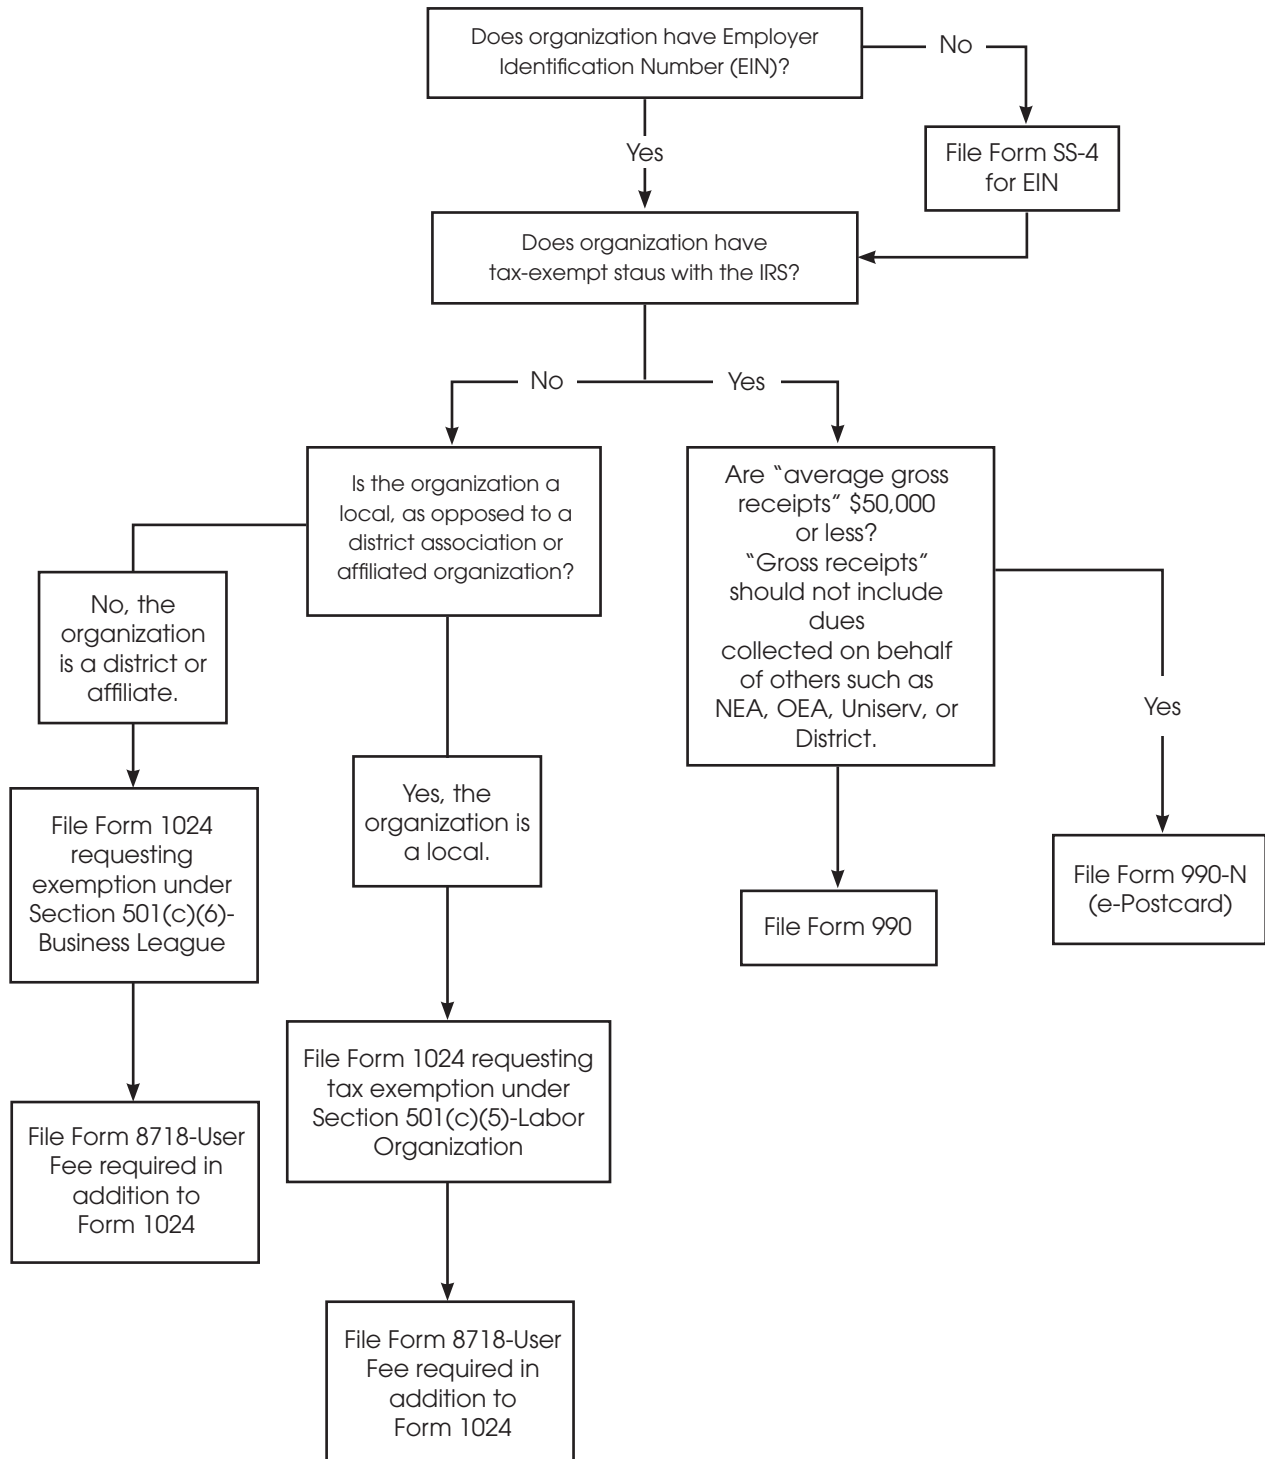 Does organization have Employer
Identification Number (EIN)?
No
Yes
File Form SS-4
for EIN
Does organization have
tax-exempt staus with the IRS?
No
Yes
Is the organization a
local, as opposed to a
district association or
affiliated organization?
Are “average gross
receipts” $50,000
or less?
“Gross receipts”
should not include
dues
collected on behalf
of others such as
NEA, OEA, Uniserv, or
District.
No, the
organization
is a district or
affiliate.
Yes
Yes, the
organization is
a local.
File Form 1024
requesting
exemption under
Section 501(c)(6)-
Business League
File Form 990
File Form 990-N
(e-Postcard)
File Form 1024 requesting
tax exemption under
Section 501(c)(5)-Labor
Organization
File Form 8718-User
Fee required in
addition to
Form 1024
File Form 8718-User
Fee required in
addition to
Form 1024